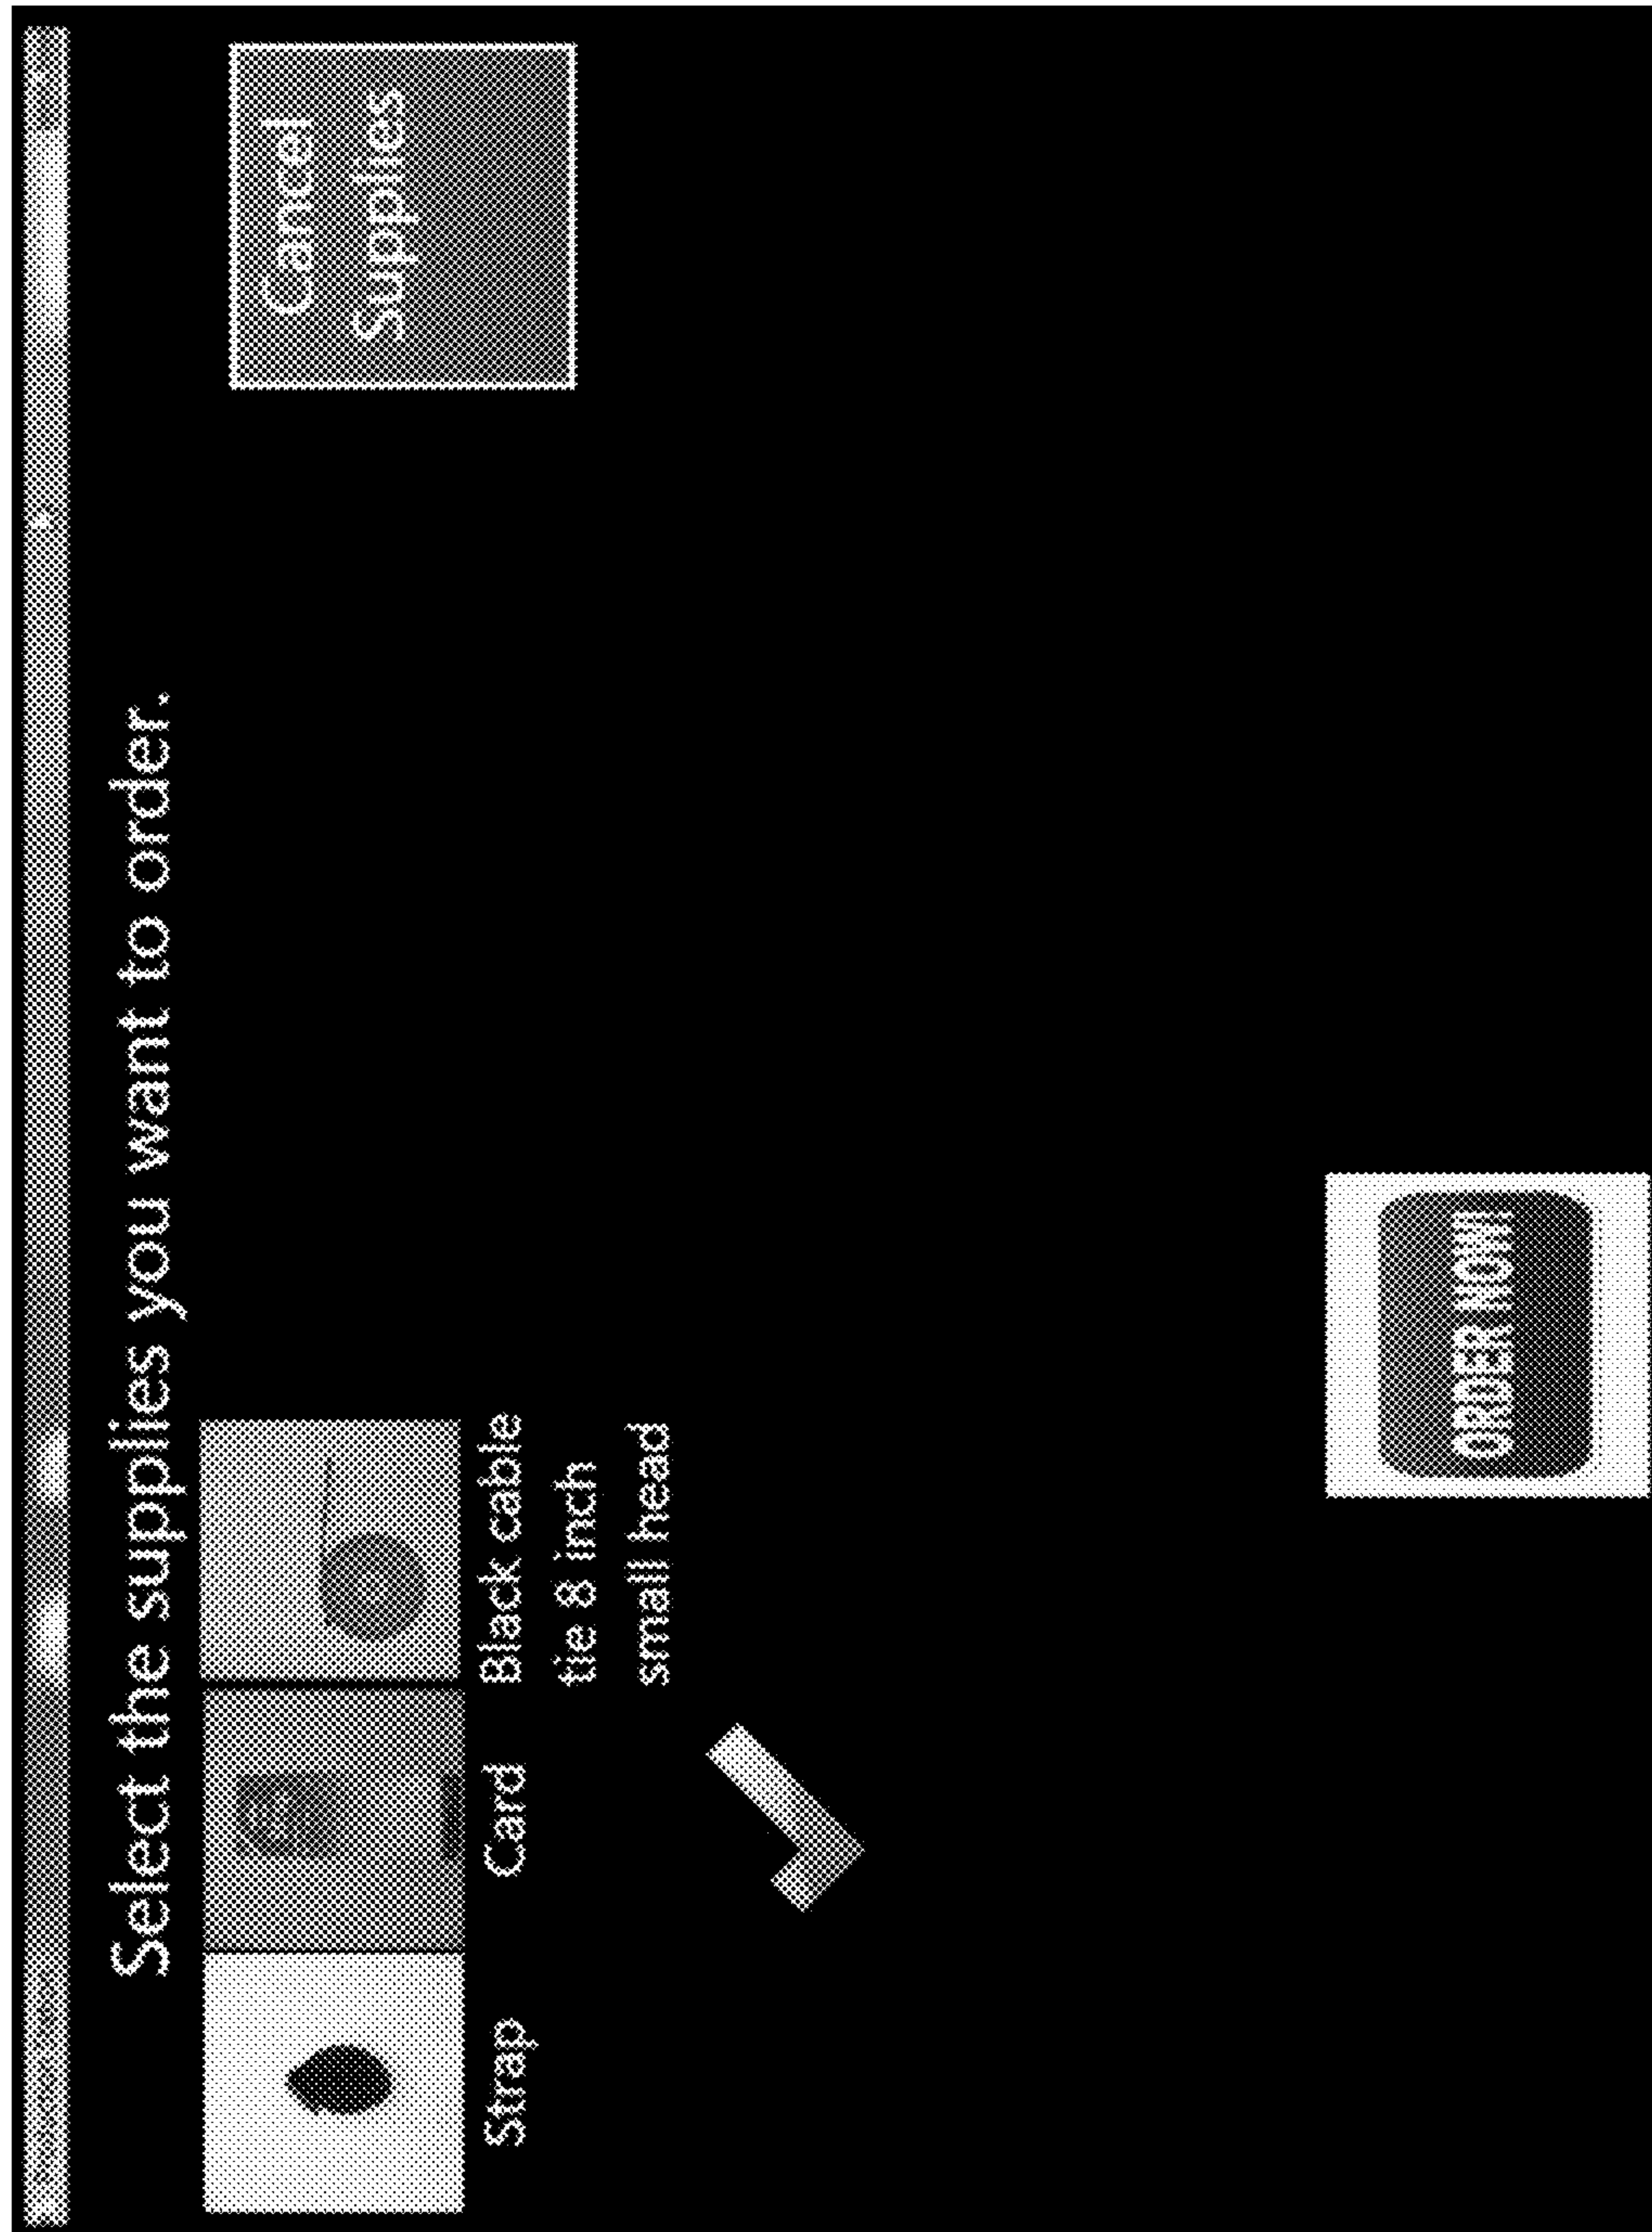 Select the supplies you want to order.
Cancel
Supplies
Strap
Card
Black cable
tie 8 inch
small head
ORDER NOW!